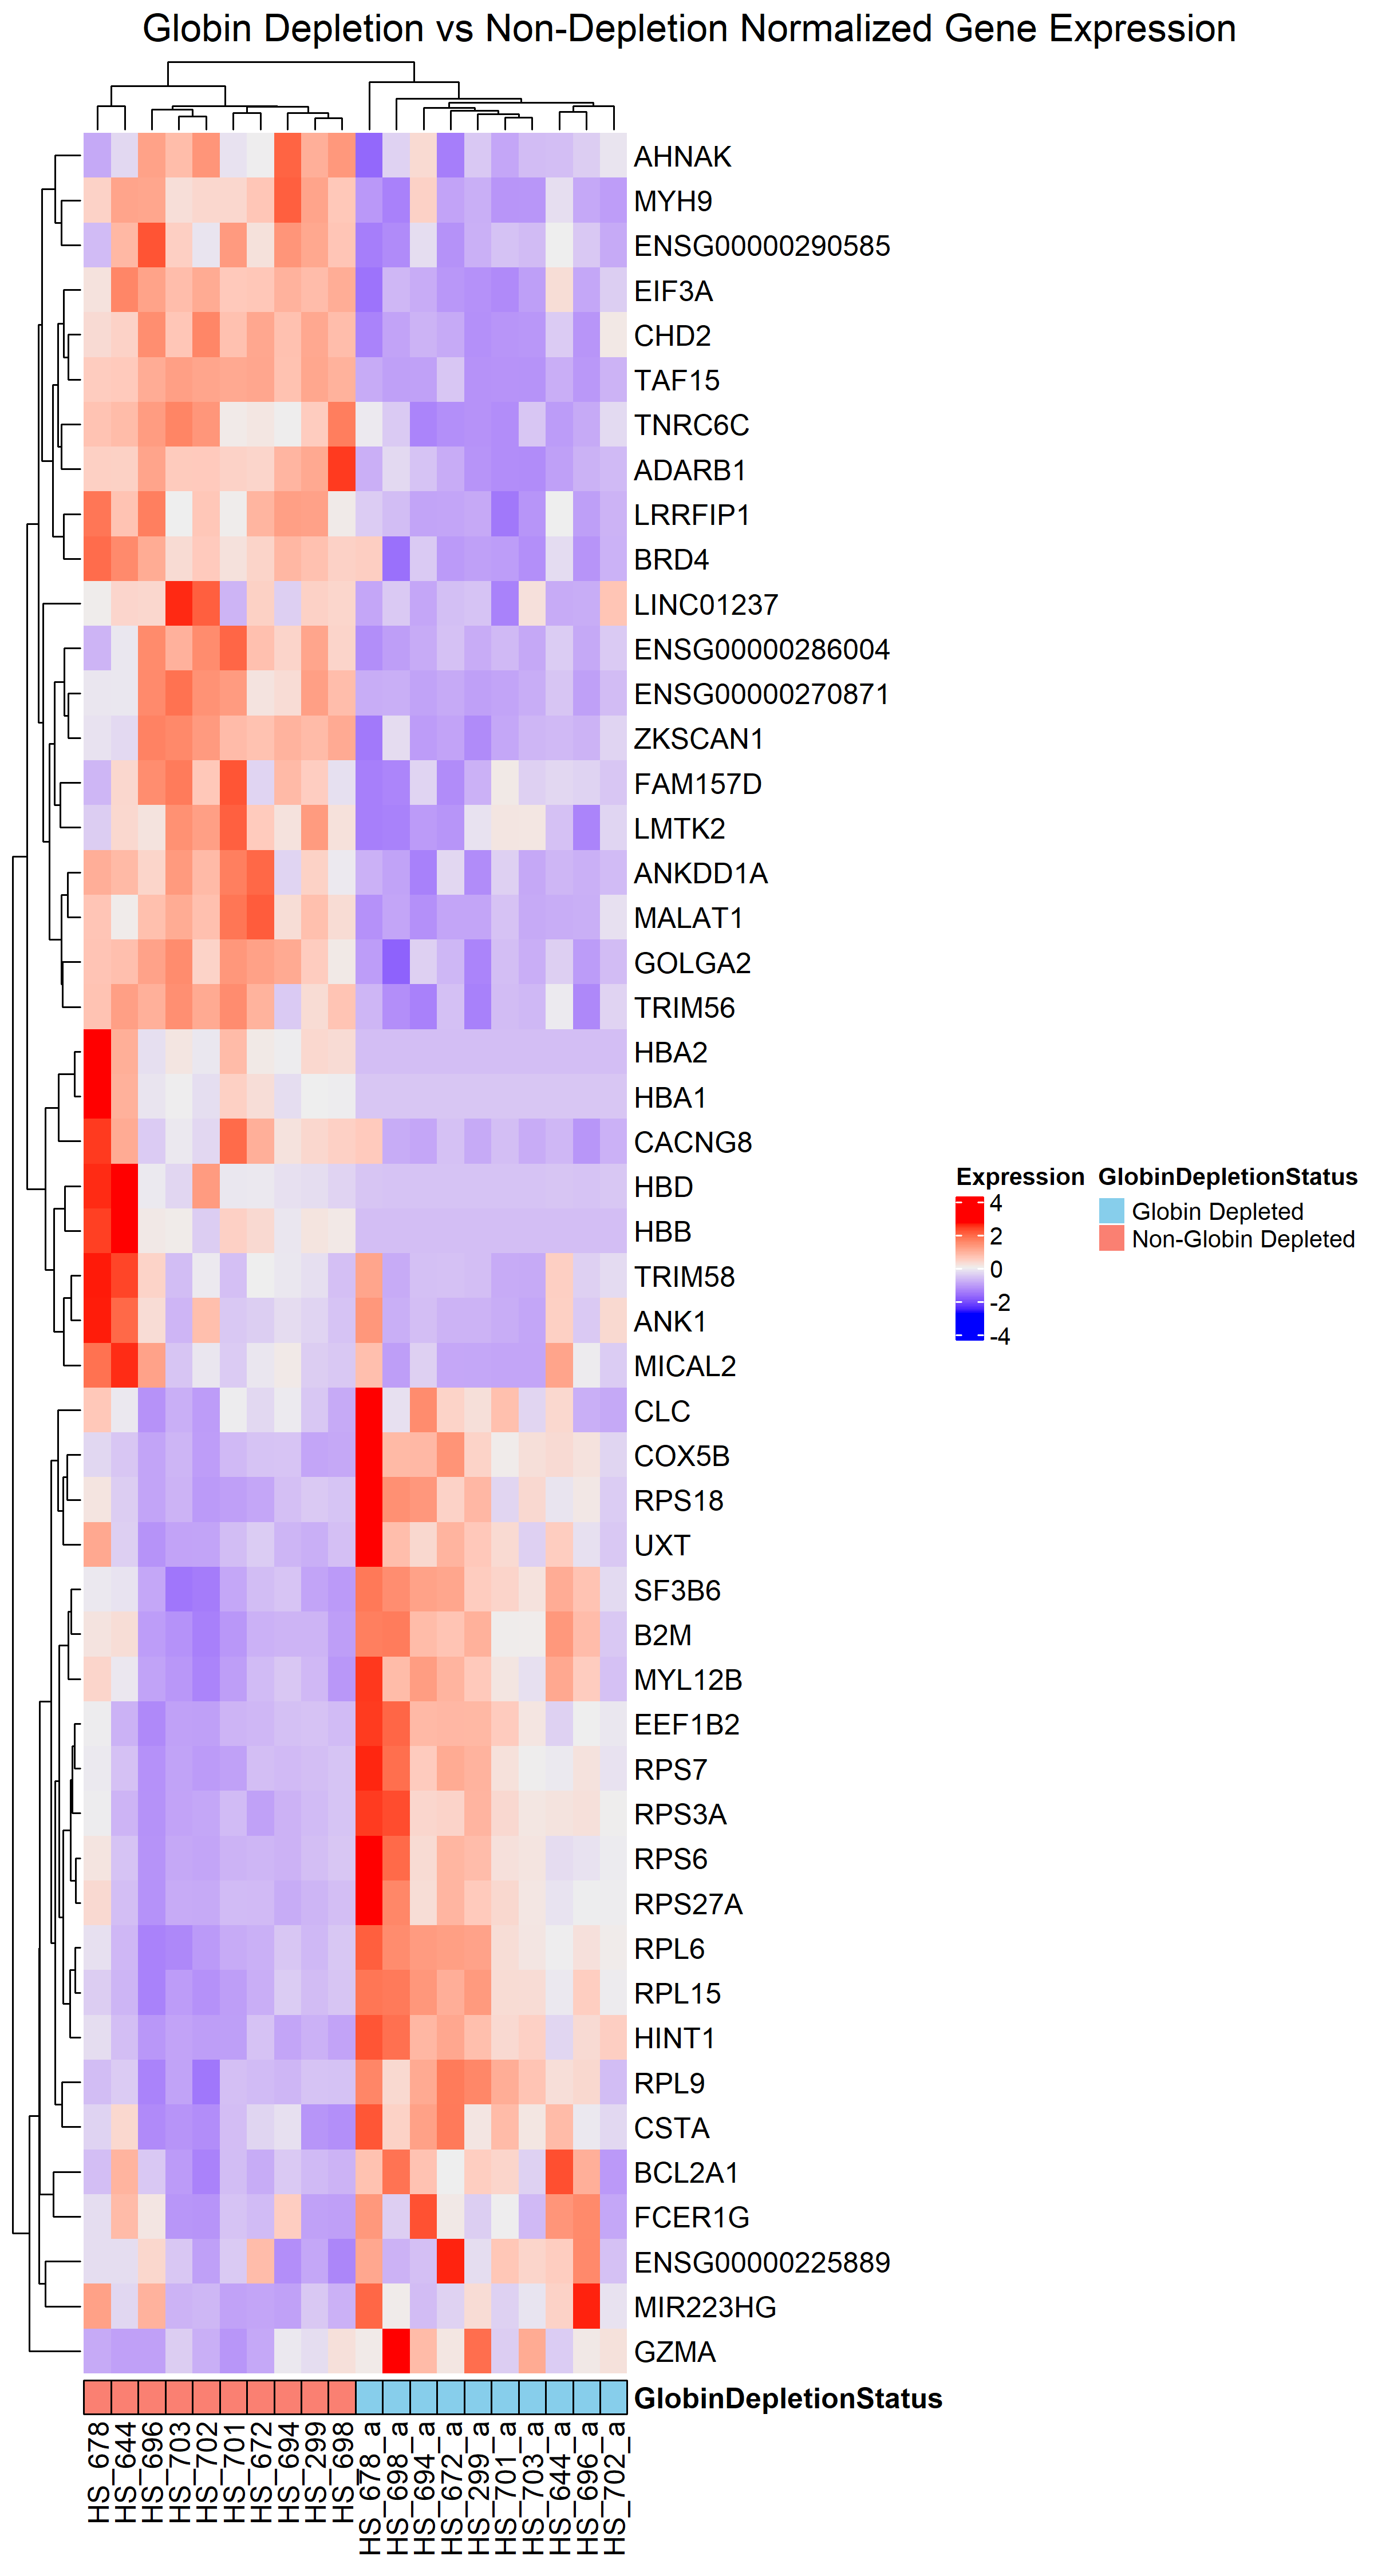 Globin Depletion vs Non-Depletion Normalized Gene Expression
AHNAK
MYH9
ENSG00000290585
EIF3A
CHD2
TAF15
TNRC6C
ADARB1
LRRFIP1
BRD4
LINC01237
ENSG00000286004
ENSG00000270871
ZKSCAN1
FAM157D
LMTK2
ANKDD1A
MALAT1
GOLGA2
TRIM56
HBA2
HBA1
CACNG8
HBD
HBB
TRIM58
ANK1
MICAL2
CLC
COX5B
RPS18
UXT
SF3B6
B2M
MYL12B
EEF1B2
RPS7
RPS3A
RPS6
RPS27A
RPL6
RPL15
HINT1
RPL9
CSTA
BCL2A1
FCER1G
ENSG00000225889
MIR223HG
GZMA
GlobinDepletionStatus
HS_678
HS_644
HS_696
HS_703
HS_702
HS_701
HS_672
HS_694
HS_299
HS_698
HS_678_a
HS_698_a
HS_694_a
HS_672_a
HS_299_a
HS_701_a
HS_703_a
HS_644_a
HS_696_a
HS_702_a
Expression
4
2
0
-2
-4
GlobinDepletionStatus
Globin Depleted
Non-Globin Depleted